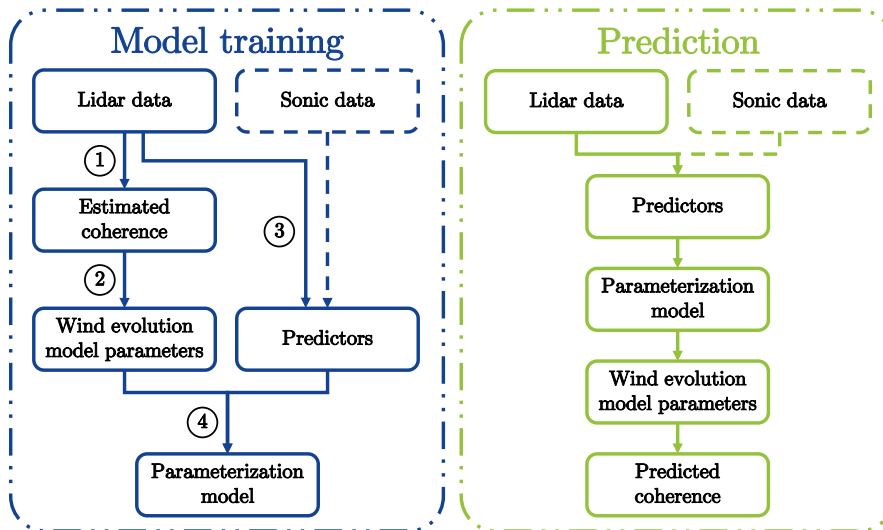 Model training
Lidar data
Sonic data
1
Estimated
coherence
3
2
Wind evolution
model parameters
Predictors
4
Parameterization
model
Prediction
Lidar data
Sonic data
Predictors
Parameterization
model
Wind evolution
model parameters
Predicted
coherence